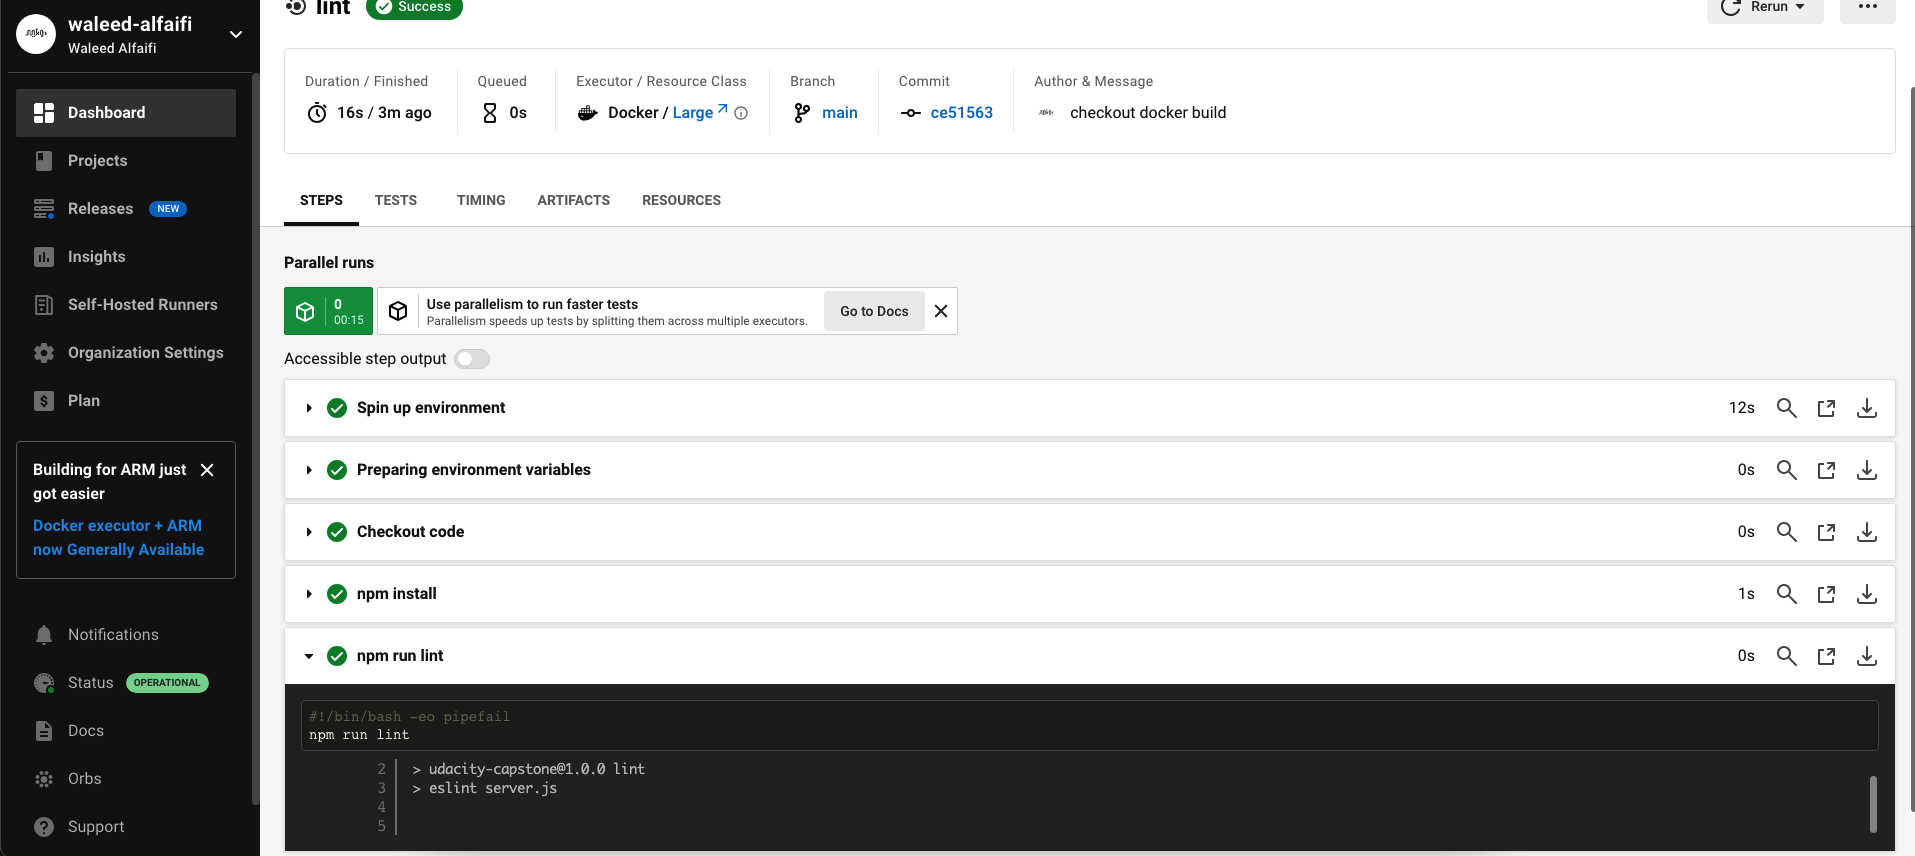 waleed-alfaifi
Waleed Alfaifi
Dashboard
Projects
Releases NEW
Insights
Self-Hosted Runners
Organization Settings
Plan
Building for ARM just
got easier
Docker executor + ARM
now Generally Available
Notifications
Status OPERATIONAL
Docs
Orbs
Support
lint Success
Rerun
Duration / Finished
16s / 3m ago
Queued
0s
Executor / Resource Class
Docker / Large
Branch
main
Commit
ce51563
Author & Message
checkout docker build
STEPS TESTS TIMING ARTIFACTS RESOURCES
Parallel runs
0
00:15
Use parallelism to run faster tests
Parallelism speeds up tests by splitting them across multiple executors.
Go to Docs
Accessible step output
Spin up environment 12s
Preparing environment variables 0s
Checkout code 0s
npm install 1s
npm run lint 0s
#!/bin/bash -eo pipefail
npm run lint
2 > udacity-capstone@1.0.0 lint
3 > eslint server.js
4
5